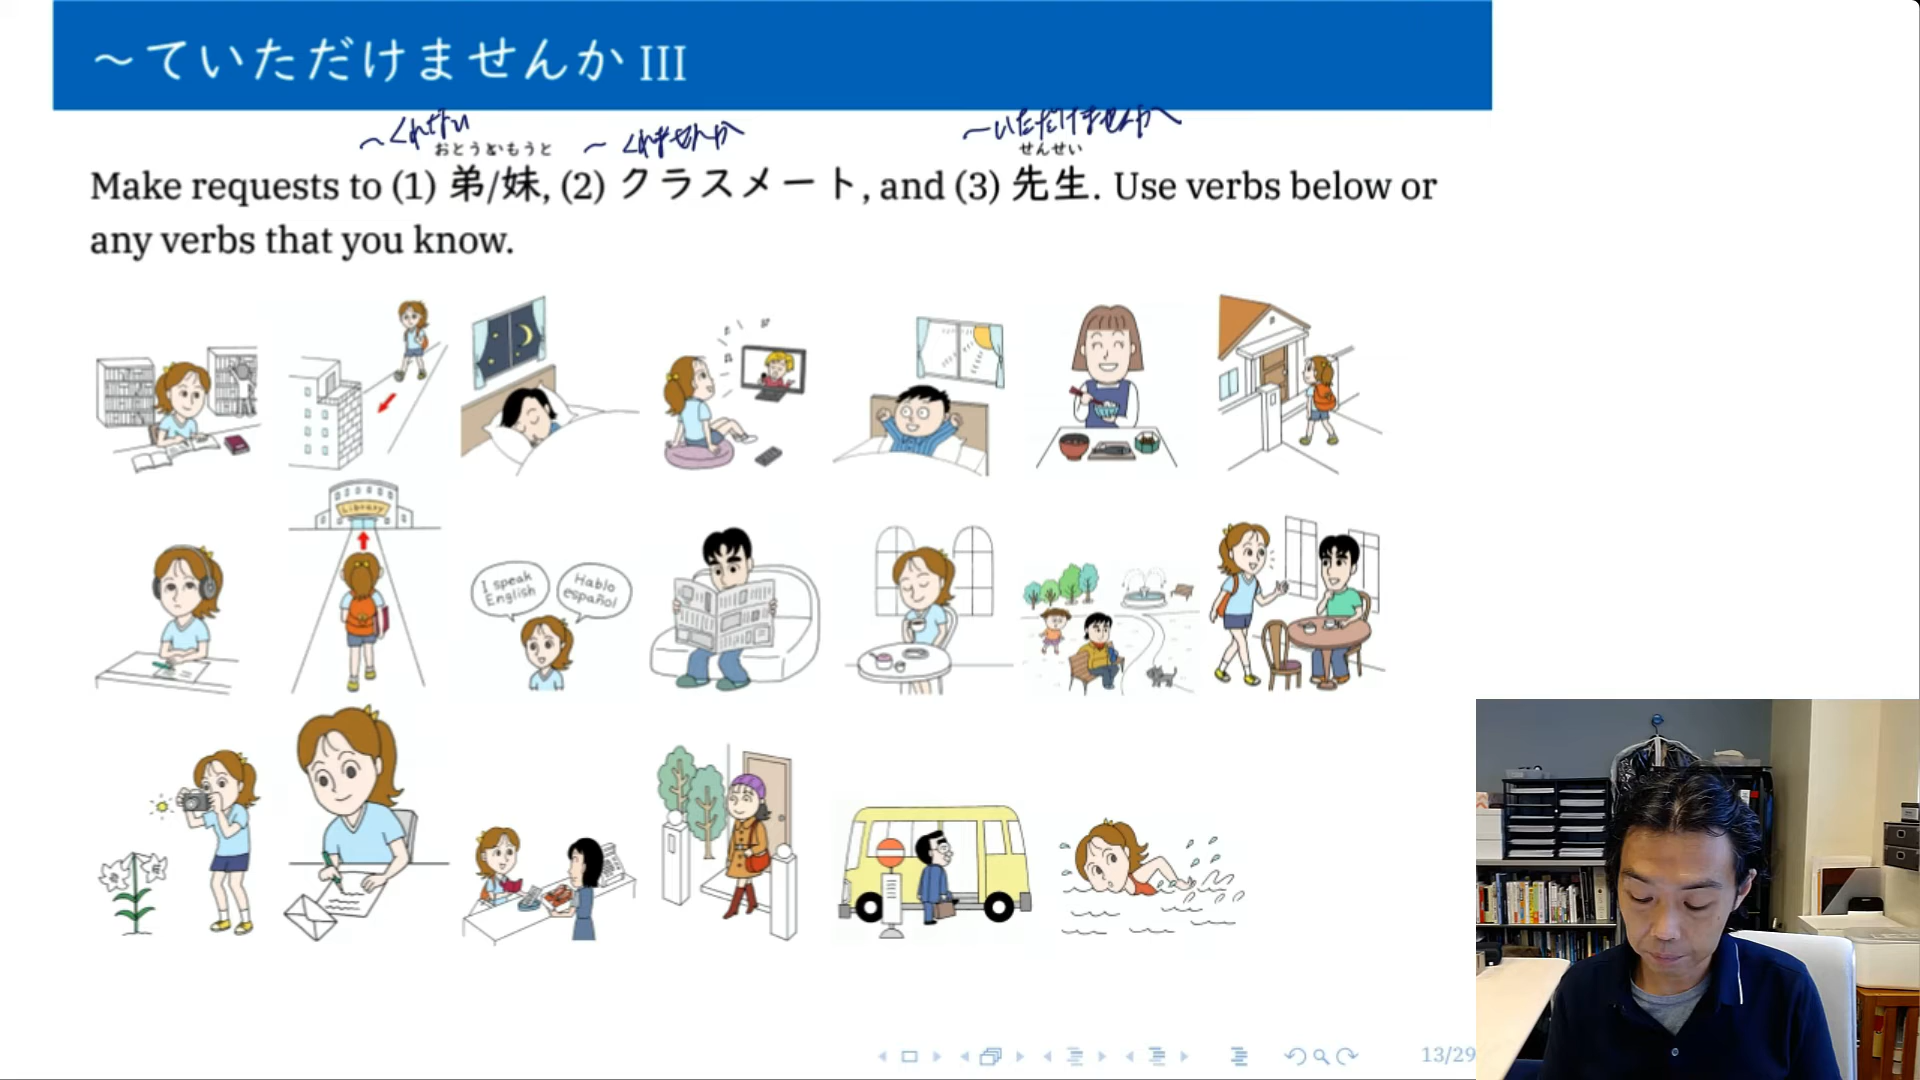 ～ていただけませんか III
～くれない ～くれませんか ～いただけませんか
おとうといもうと せんせい
Make requests to (1) 弟/妹, (2) クラスメート, and (3) 先生. Use verbs below or
any verbs that you know.
Library
I speak English
Hablo español
13/29